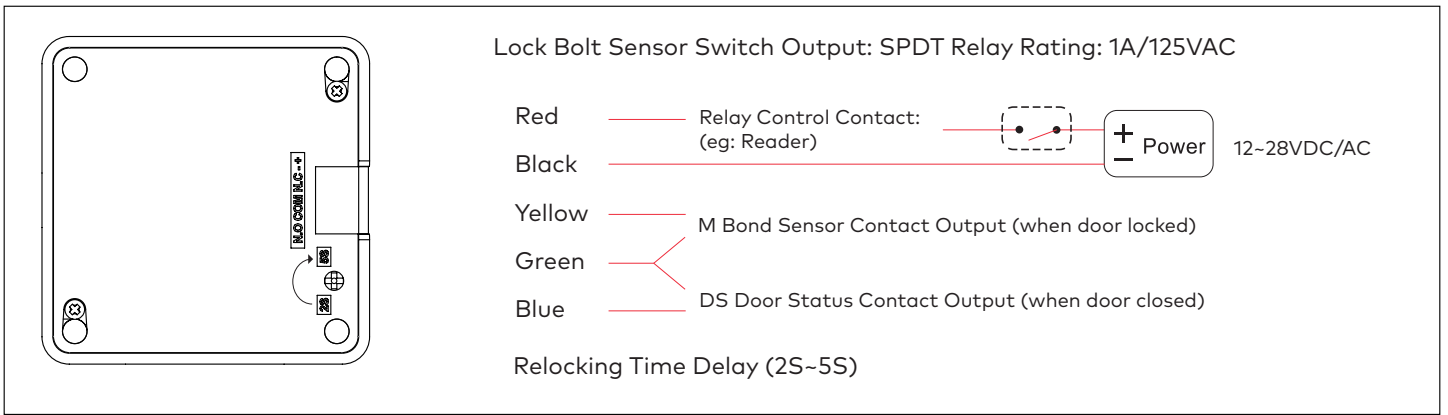 Lock Bolt Sensor Switch Output: SPDT Relay Rating: 1A/125VAC
Red
Relay Control Contact:
(eg: Reader)
+
− Power
12~28VDC/AC
Black
Yellow
M Bond Sensor Contact Output (when door locked)
Green
DS Door Status Contact Output (when door closed)
Blue
Relocking Time Delay (2S~5S)
N.O COM N.C - +
5S
2S